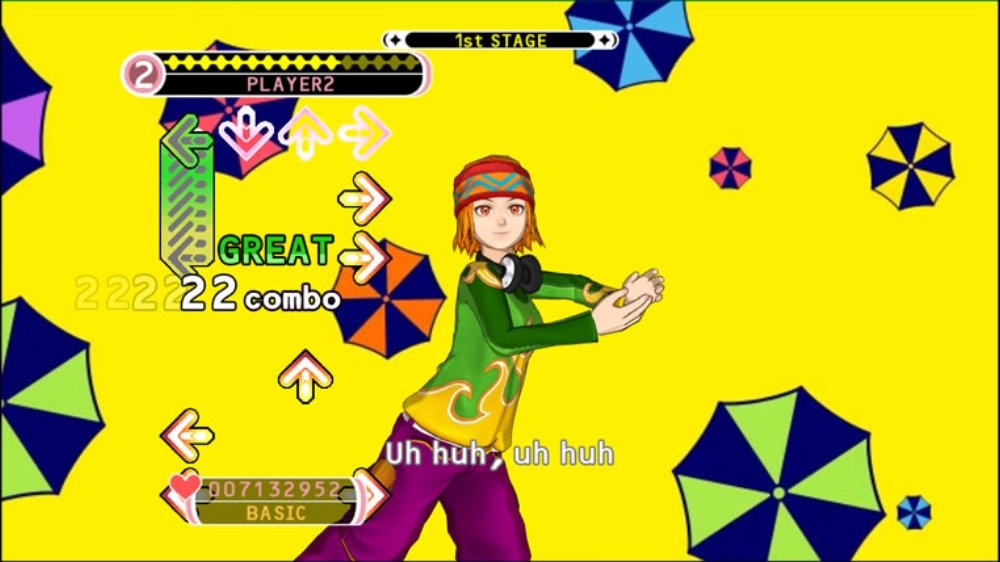 1st STAGE
2
PLAYER2
GREAT
22 combo
Uh huh, uh huh
007132952
BASIC